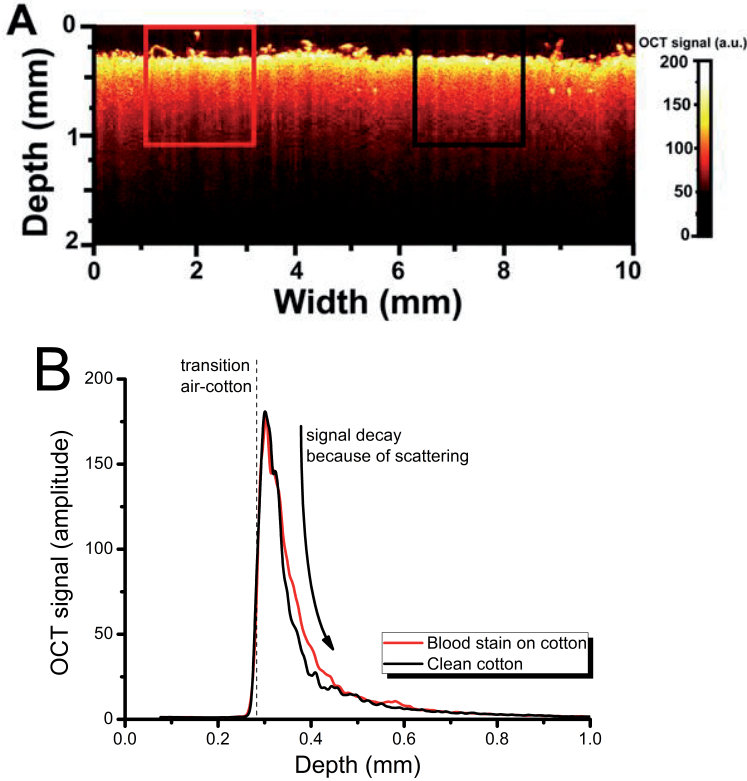 A
OCT signal (a.u.)
0
1
2
Depth (mm)
200
150
100
50
0
0 2 4 6 8 10
Width (mm)
B
transition
air-cotton
signal decay
because of scattering
200
150
100
50
0
OCT signal (amplitude)
Blood stain on cotton
Clean cotton
0.0 0.2 0.4 0.6 0.8 1.0
Depth (mm)